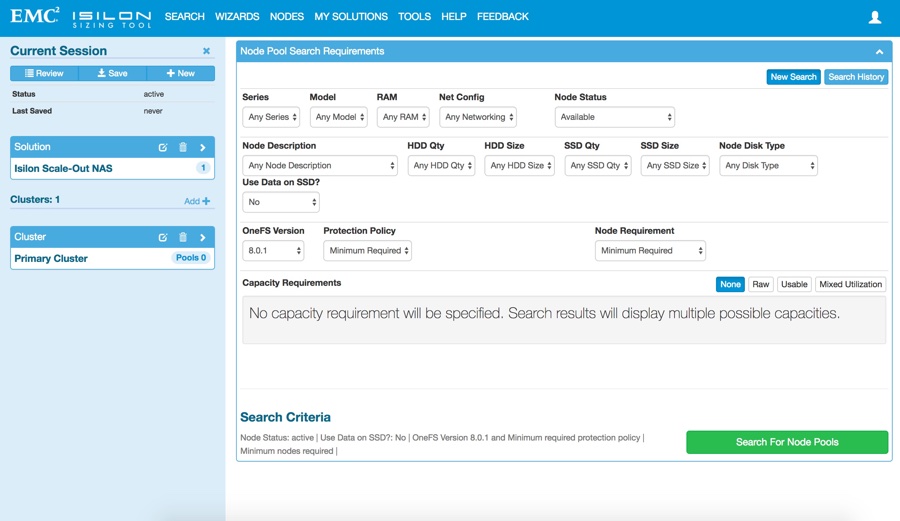 EMC² ISILON SEARCH WIZARDS NODES MY SOLUTIONS TOOLS HELP FEEDBACK
SIZING TOOL
Current Session ×
Review Save + New
Status active
Last Saved never
Solution
Isilon Scale-Out NAS 1
Clusters: 1 Add +
Cluster
Primary Cluster Pools 0
Node Pool Search Requirements
New Search Search History
Series Model RAM Net Config Node Status
Any Series Any Model Any RAM Any Networking Available
Node Description HDD Qty HDD Size SSD Qty SSD Size Node Disk Type
Any Node Description Any HDD Qty Any HDD Size Any SSD Qty Any SSD Size Any Disk Type
Use Data on SSD?
No
OneFS Version Protection Policy Node Requirement
8.0.1 Minimum Required Minimum Required
Capacity Requirements None Raw Usable Mixed Utilization
No capacity requirement will be specified. Search results will display multiple possible capacities.
Search Criteria
Node Status: active | Use Data on SSD?: No | OneFS Version 8.0.1 and Minimum required protection policy |
Minimum nodes required |
Search For Node Pools